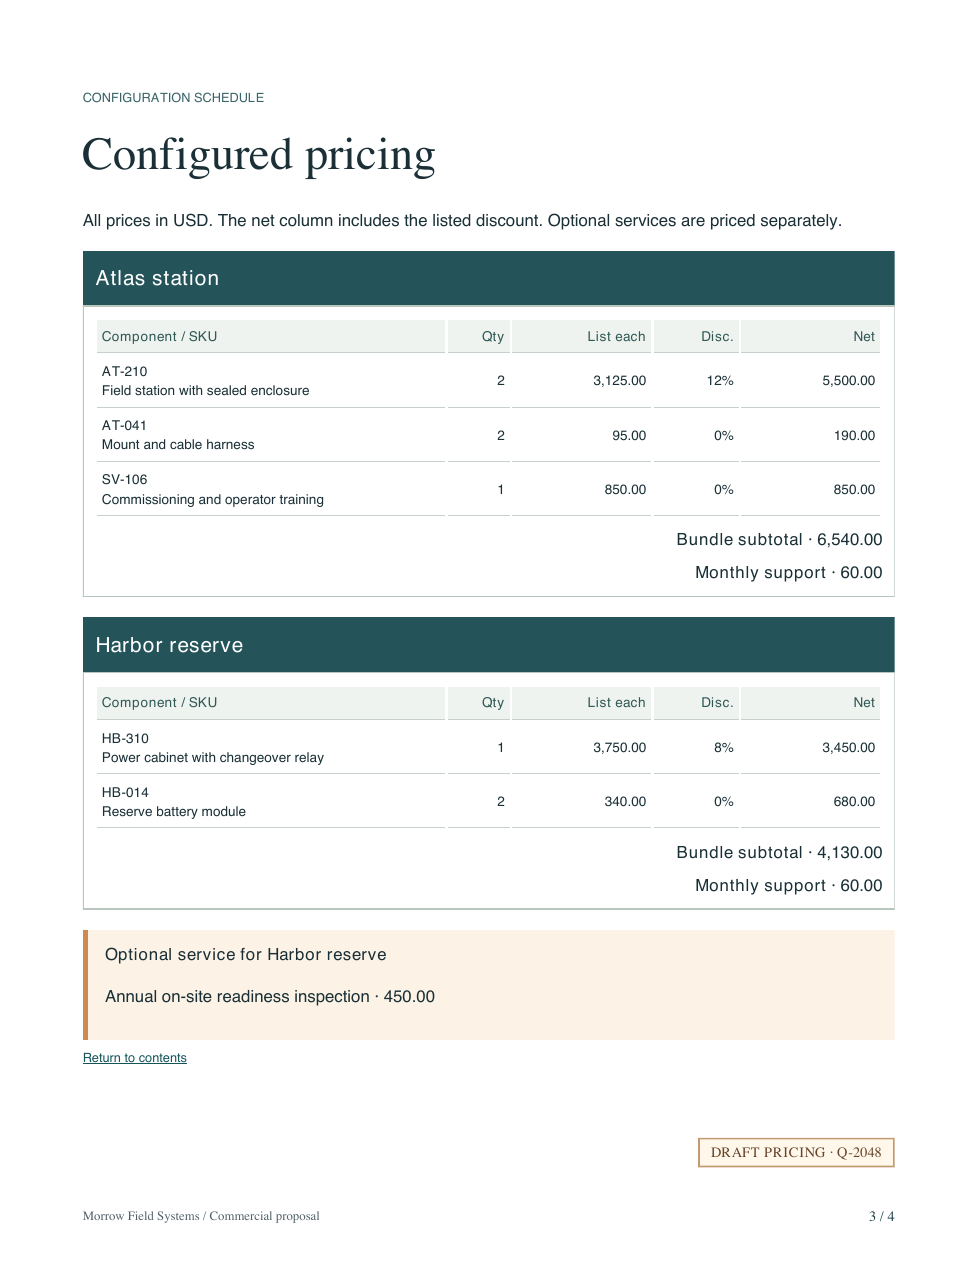 CONFIGURATION SCHEDULE
Configured pricing
All prices in USD. The net column includes the listed discount. Optional services are priced separately.
Atlas station
Component / SKU Qty List each Disc. Net
AT-210
Field station with sealed enclosure 2 3,125.00 12% 5,500.00
AT-041
Mount and cable harness 2 95.00 0% 190.00
SV-106
Commissioning and operator training 1 850.00 0% 850.00
Bundle subtotal · 6,540.00
Monthly support · 60.00
Harbor reserve
Component / SKU Qty List each Disc. Net
HB-310
Power cabinet with changeover relay 1 3,750.00 8% 3,450.00
HB-014
Reserve battery module 2 340.00 0% 680.00
Bundle subtotal · 4,130.00
Monthly support · 60.00
Optional service for Harbor reserve
Annual on-site readiness inspection · 450.00
Return to contents
DRAFT PRICING · Q-2048
Morrow Field Systems / Commercial proposal 3 / 4